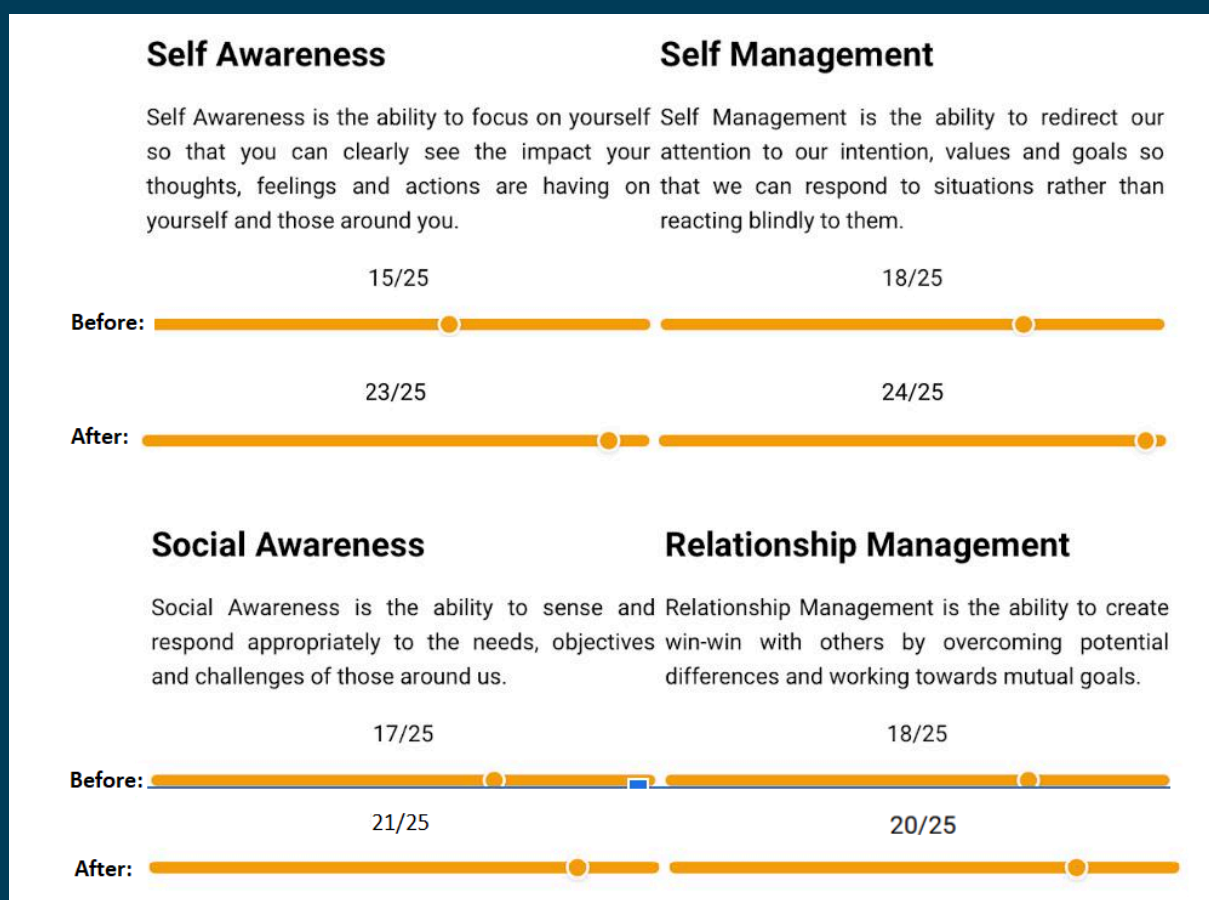 Self Awareness
Self Awareness is the ability to focus on yourself
so that you can clearly see the impact your
thoughts, feelings and actions are having on
yourself and those around you.
Self Management
Self Management is the ability to redirect our
attention to our intention, values and goals so
that we can respond to situations rather than
reacting blindly to them.
15/25
18/25
Before:
23/25
24/25
After:
Social Awareness
Social Awareness is the ability to sense and
respond appropriately to the needs, objectives
and challenges of those around us.
Relationship Management
Relationship Management is the ability to create
win-win with others by overcoming potential
differences and working towards mutual goals.
17/25
18/25
Before:
21/25
20/25
After: